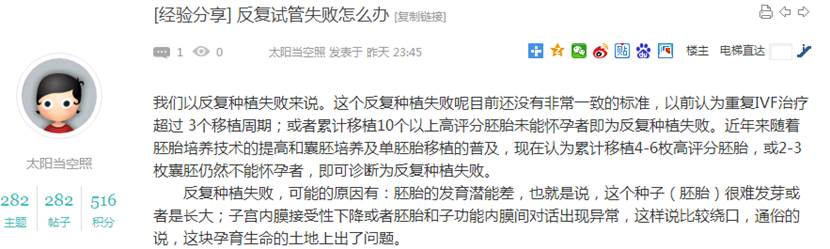 [经验分享] 反复试管失败怎么办 [复制链接]
1 0 太阳当空照 发表于 昨天 23:45 楼主 电梯直达
我们以反复种植失败来说。这个反复种植失败呢目前还没有非常一致的标准，以前认为重复IVF治疗
超过 3个移植周期；或者累计移植10个以上高评分胚胎未能怀孕者即为反复种植失败。近年来随着
胚胎培养技术的提高和囊胚培养及单胚胎移植的普及，现在认为累计移植4-6枚高评分胚胎，或2-3
枚囊胚仍然不能怀孕者，即可诊断为反复种植失败。
反复种植失败，可能的原因有：胚胎的发育潜能差，也就是说，这个种子（胚胎）很难发芽或
者是长大；子宫内膜接受性下降或者胚胎和子功能内膜间对话出现异常，这样说比较绕口，通俗的
说，这块孕育生命的土地上出了问题。
太阳当空照
282 282 516
主题 帖子 积分